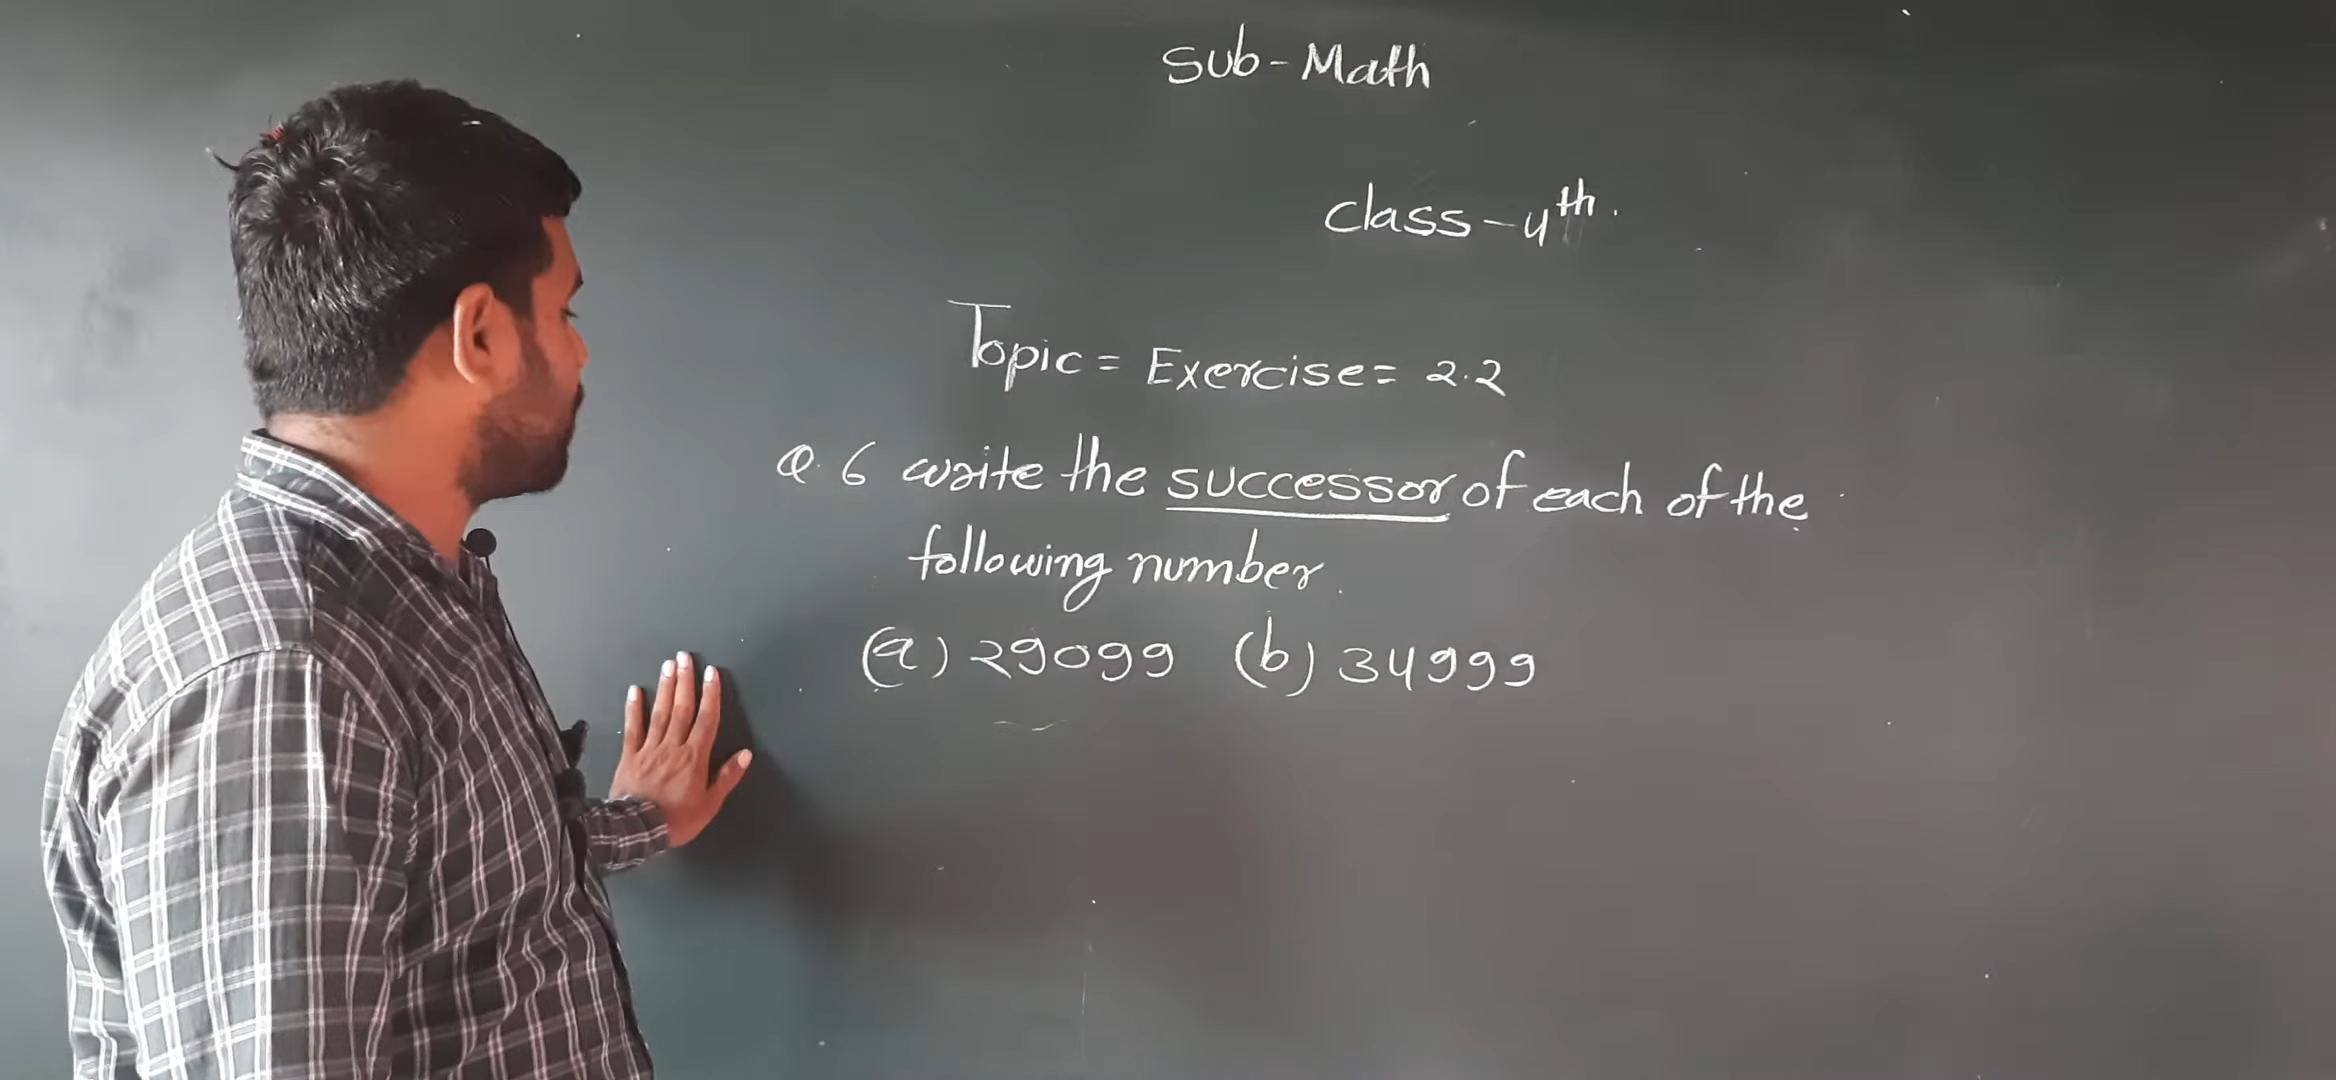 Sub-Math
Class-4th.
Topic = Exercise = 2.2
Q. 6 write the successor of each of the
following number.
(a) 29099 (b) 34999